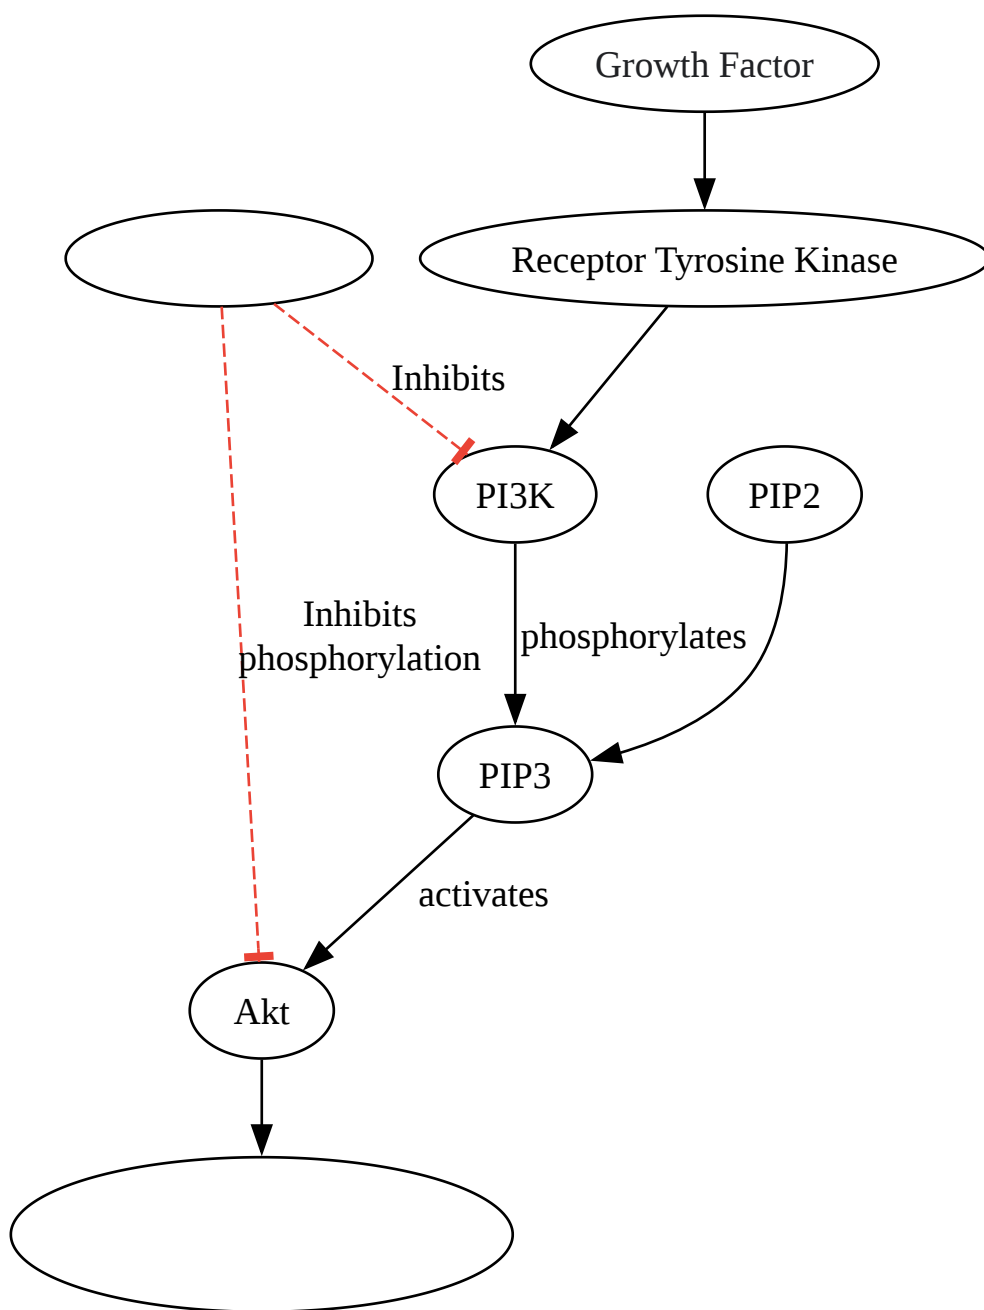 Growth Factor
Receptor Tyrosine Kinase
Inhibits
PI3K
PIP2
Inhibits
phosphorylation
phosphorylates
PIP3
activates
Akt